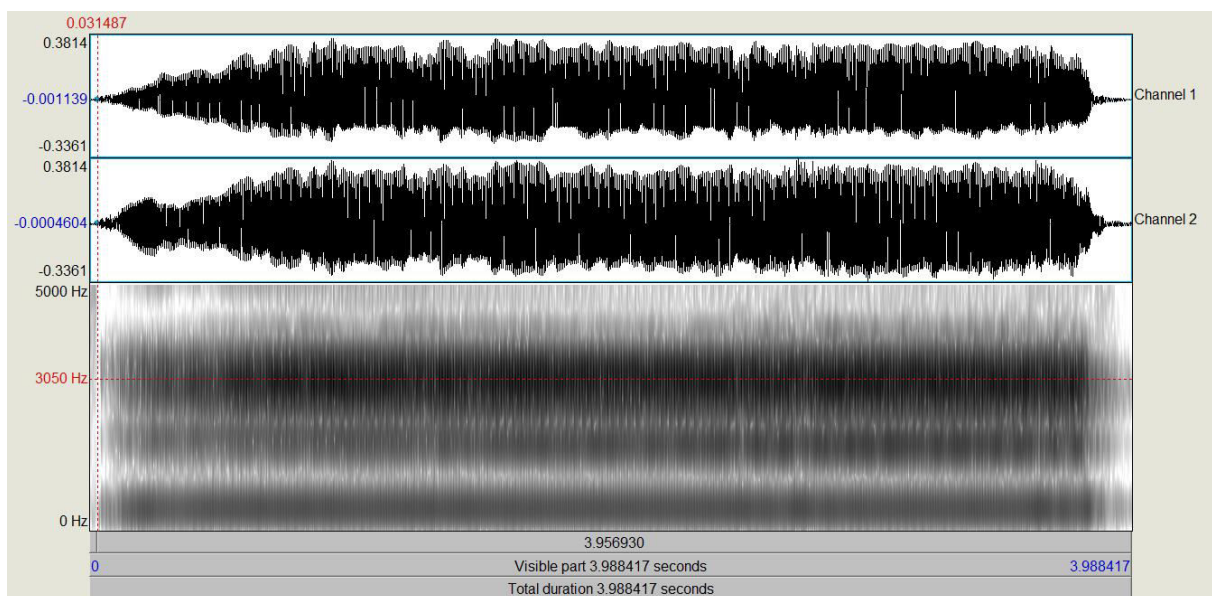 0.031487
0.3814
-0.001139
Channel 1
-0.3361
0.3814
-0.0004604
Channel 2
-0.3361
5000 Hz
3050 Hz
0 Hz
3.956930
0 Visible part 3.988417 seconds 3.988417
Total duration 3.988417 seconds